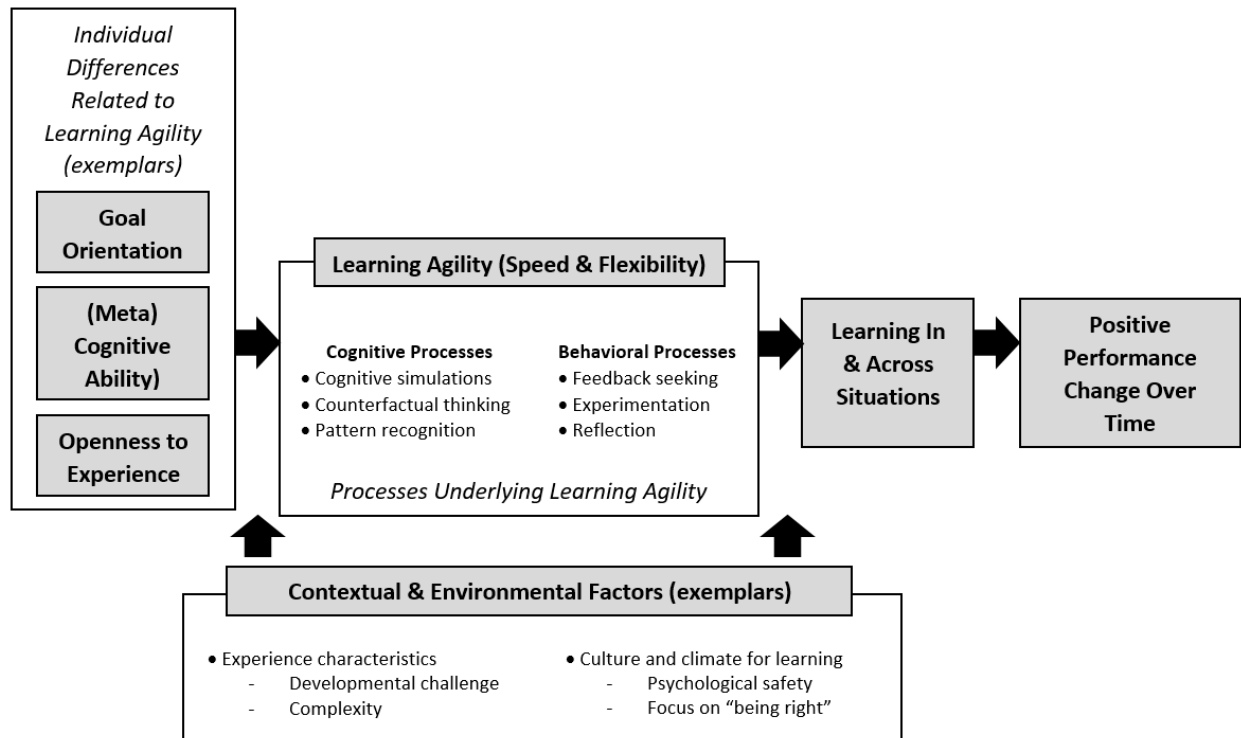 Individual
Differences
Related to
Learning Agility
(exemplars)
Goal
Orientation
(Meta)
Cognitive
Ability)
Openness to
Experience
Learning Agility (Speed & Flexibility)
Cognitive Processes
• Cognitive simulations
• Counterfactual thinking
• Pattern recognition
Behavioral Processes
• Feedback seeking
• Experimentation
• Reflection
Processes Underlying Learning Agility
Learning In
& Across
Situations
Positive
Performance
Change Over
Time
Contextual & Environmental Factors (exemplars)
• Experience characteristics
- Developmental challenge
- Complexity
• Culture and climate for learning
- Psychological safety
- Focus on “being right”